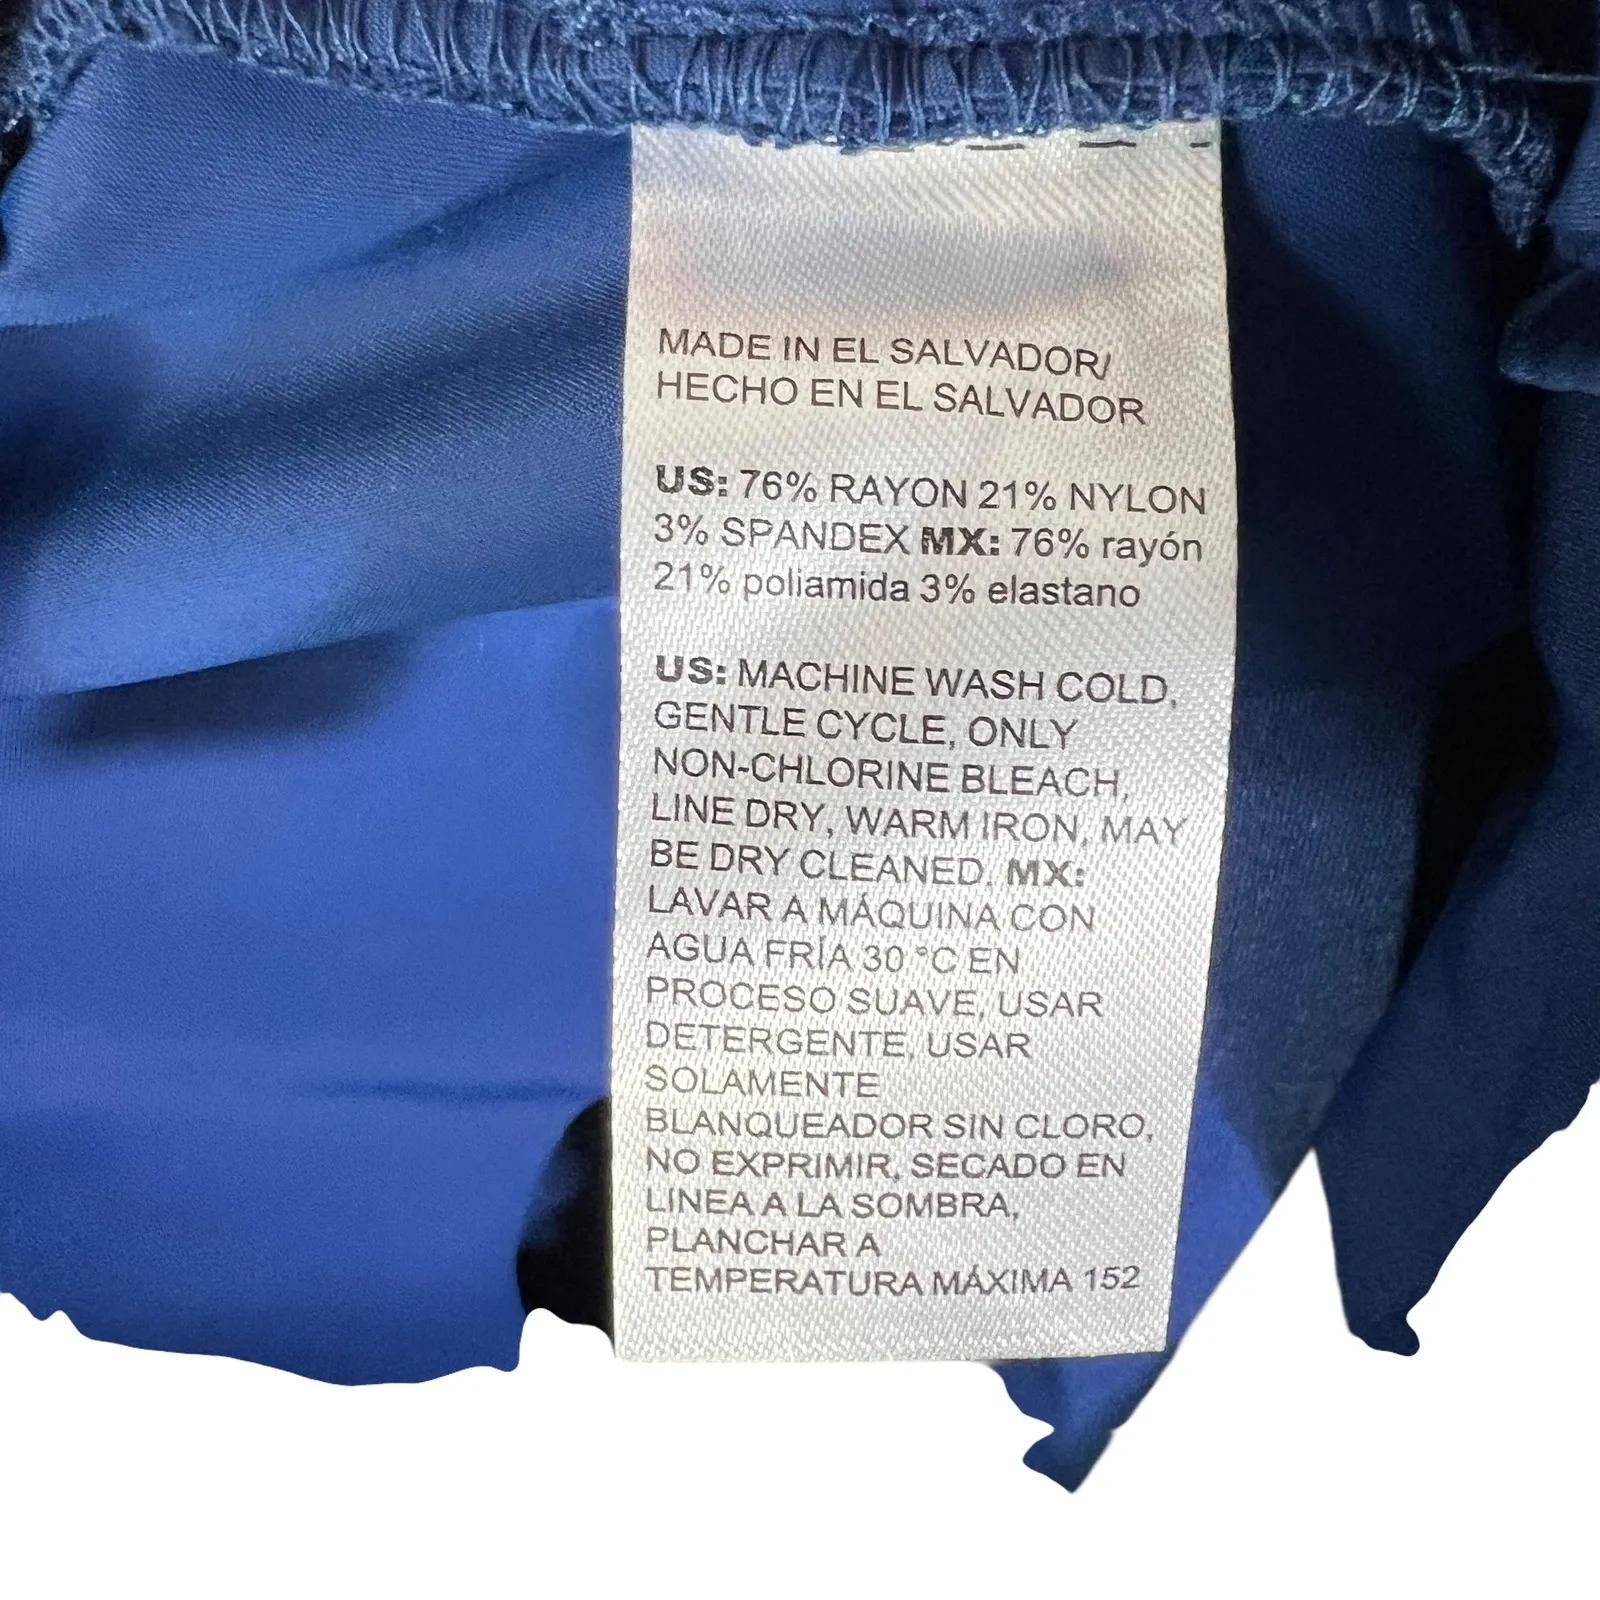 MADE IN EL SALVADOR/
HECHO EN EL SALVADOR
US: 76% RAYON 21% NYLON
3% SPANDEX MX: 76% rayón
21% poliamida 3% elastano
US: MACHINE WASH COLD,
GENTLE CYCLE, ONLY
NON-CHLORINE BLEACH,
LINE DRY, WARM IRON, MAY
BE DRY CLEANED. MX:
LAVAR A MÁQUINA CON
AGUA FRÍA 30 °C EN
PROCESO SUAVE, USAR
DETERGENTE, USAR
SOLAMENTE
BLANQUEADOR SIN CLORO,
NO EXPRIMIR, SECADO EN
LINEA A LA SOMBRA,
PLANCHAR A
TEMPERATURA MÁXIMA 152